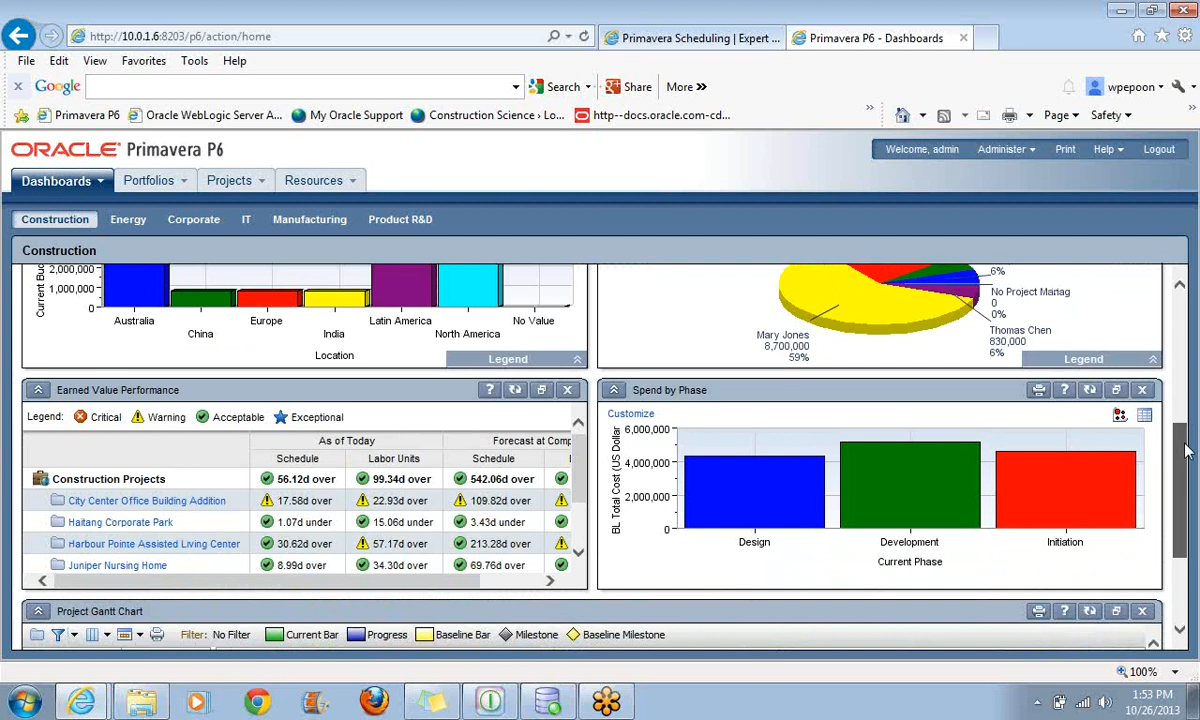 http://10.0.1.6:8203/p6/action/home
Primavera Scheduling | Expert ...
Primavera P6 - Dashboards
File Edit View Favorites Tools Help
Google Search Share More »
wpepoon
Primavera P6 Oracle WebLogic Server A... My Oracle Support Construction Science › Lo... http--docs.oracle.com-cd... » Page Safety »
ORACLE Primavera P6
Welcome, admin Administer Print Help Logout
Dashboards Portfolios Projects Resources
Construction Energy Corporate IT Manufacturing Product R&D
Construction
Current Buc
2,000,000
1,000,000
0
Australia
China
Europe
India
Latin America
North America
No Value
Location
Legend
6%
No Project Manag
0
0%
Thomas Chen
830,000
6%
Mary Jones
8,700,000
59%
Legend
Earned Value Performance
Legend: Critical Warning Acceptable Exceptional
As of Today Forecast at Comp
Schedule Labor Units Schedule
Construction Projects 56.12d over 99.34d over 542.06d over
City Center Office Building Addition 17.58d over 22.93d over 109.82d over
Haitang Corporate Park 1.07d under 15.06d under 3.43d under
Harbour Pointe Assisted Living Center 30.62d over 57.17d over 213.28d over
Juniper Nursing Home 8.99d over 34.30d over 69.76d over
Spend by Phase
Customize
BL Total Cost (US Dollar
6,000,000
4,000,000
2,000,000
0
Design Development Initiation
Current Phase
Project Gantt Chart
Filter: No Filter Current Bar Progress Baseline Bar Milestone Baseline Milestone
100%
1:53 PM
10/26/2013